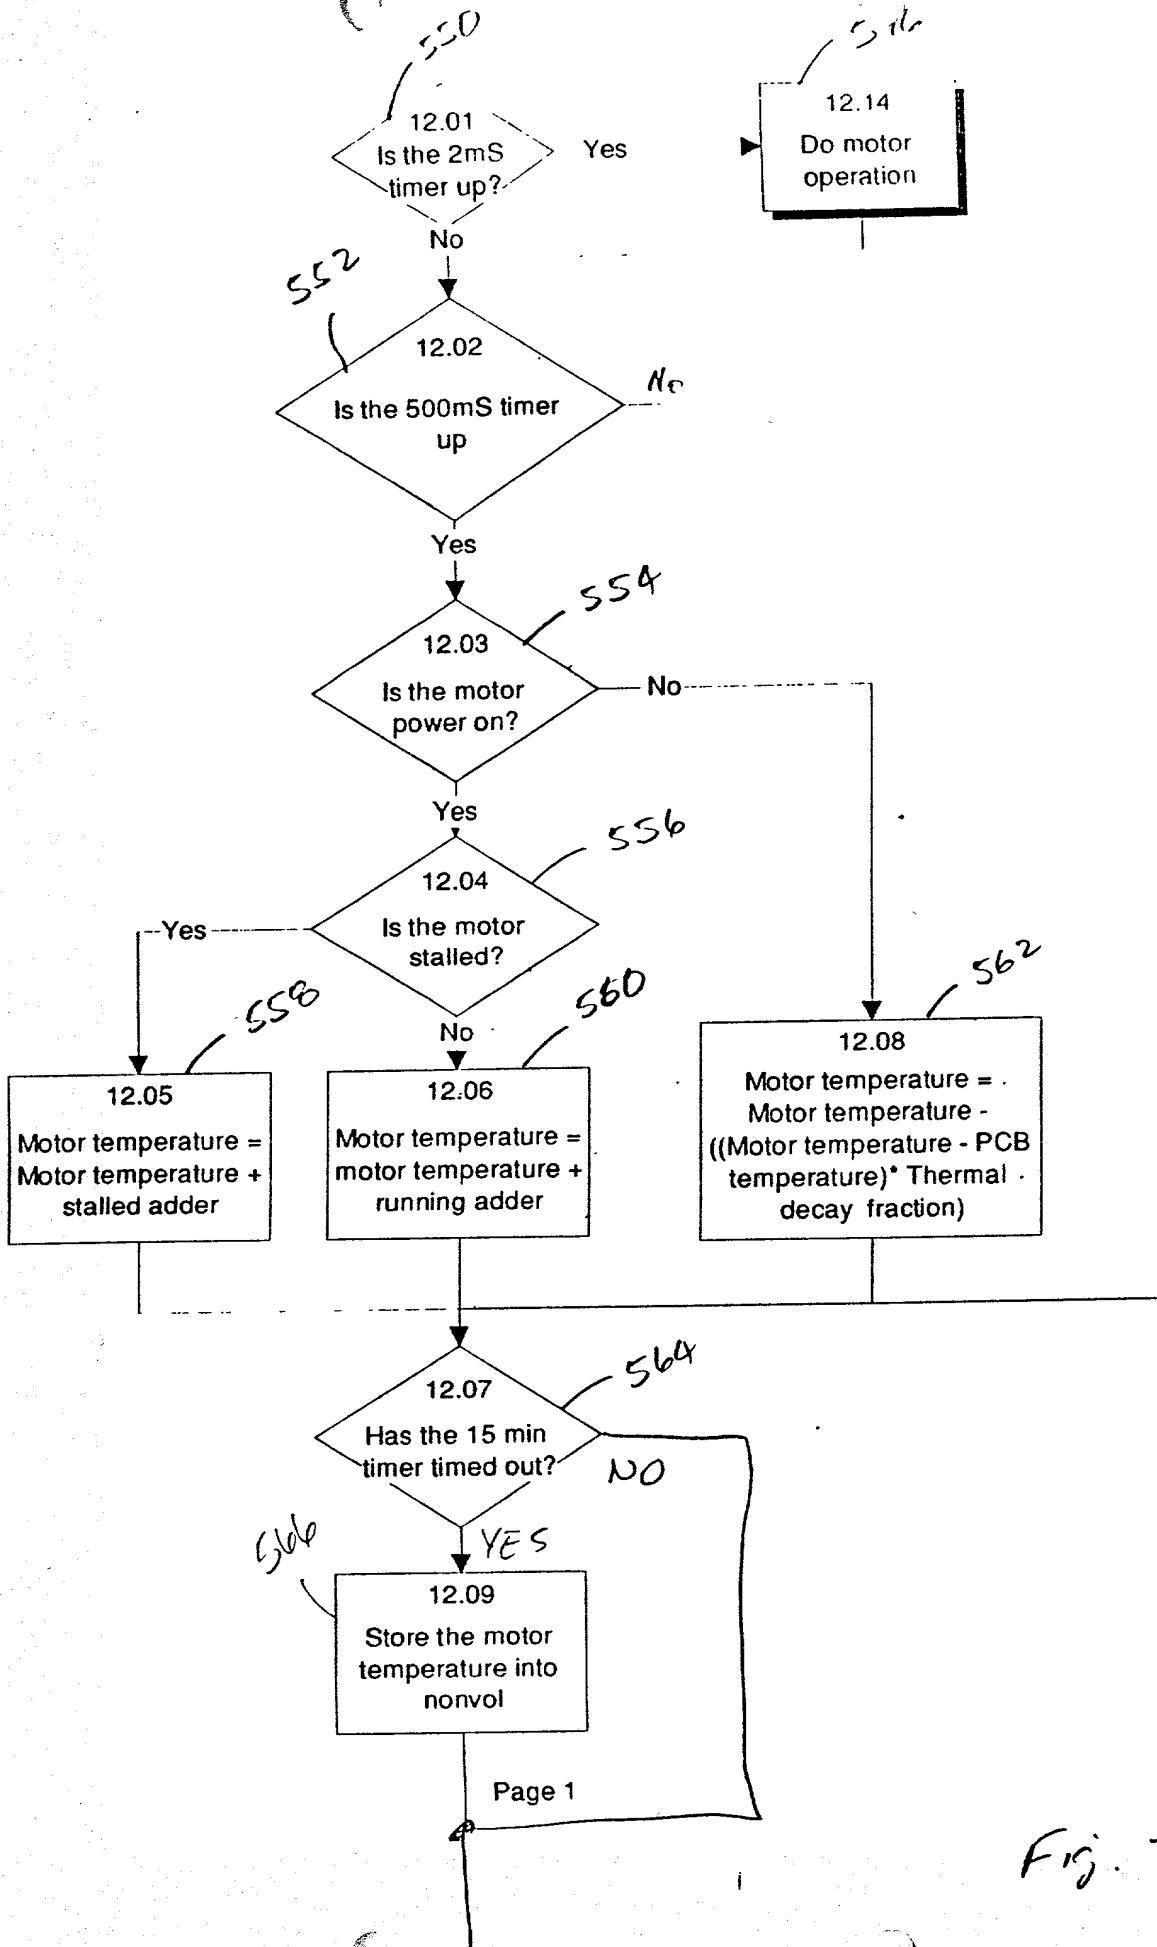 550
12.01
Is the 2mS
timer up?
Yes
12.14
Do motor
operation
No
552
12.02
Is the 500mS timer
up
No
Yes
554
12.03
Is the motor
power on?
No
Yes
556
12.04
Is the motor
stalled?
Yes
No
558
12.05
Motor temperature =
Motor temperature +
stalled adder
560
12.06
Motor temperature =
motor temperature +
running adder
562
12.08
Motor temperature =
Motor temperature -
((Motor temperature - PCB
temperature)* Thermal
decay fraction)
564
12.07
Has the 15 min
timer timed out?
NO
YES
566
12.09
Store the motor
temperature into
nonvol
Page 1
Fig.